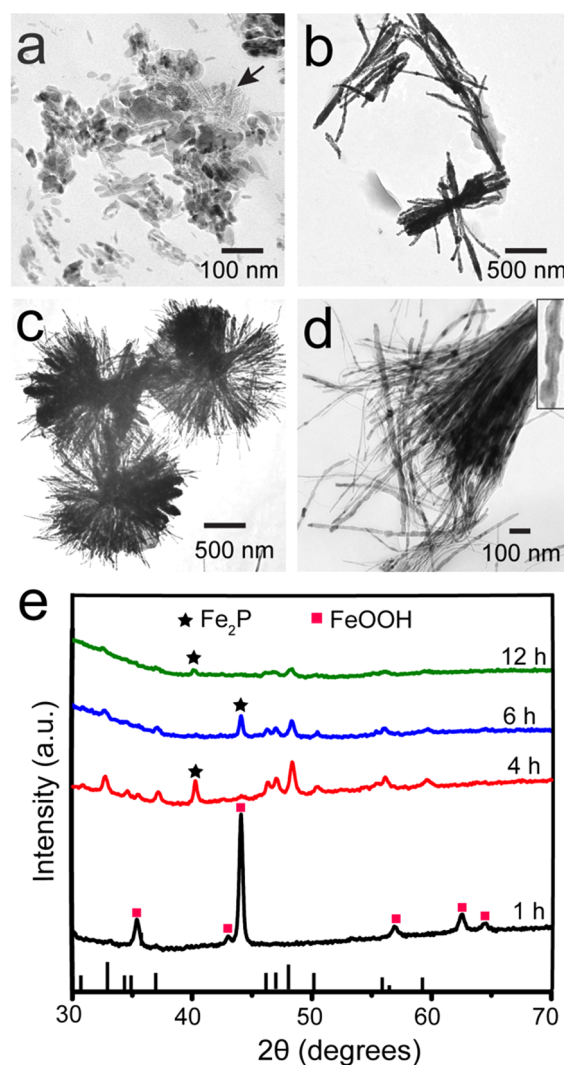 a
100 nm
b
500 nm
c
500 nm
d
100 nm
e
★ Fe₂P ■ FeOOH
12 h
6 h
4 h
1 h
Intensity (a.u.)
30 40 50 60 70
2θ (degrees)